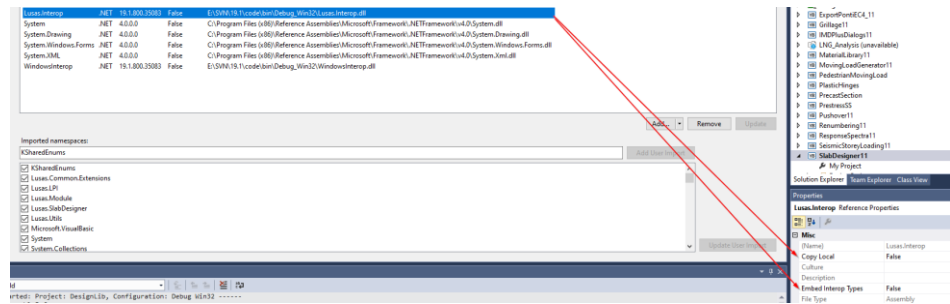 Lusas.Interop .NET 19.1.800.35083 False E:\SVN\19.1\code\bin\Debug_Win32\Lusas.Interop.dll
System .NET 4.0.0.0 False C:\Program Files (x86)\Reference Assemblies\Microsoft\Framework\.NETFramework\v4.0\System.dll
System.Drawing .NET 4.0.0.0 False C:\Program Files (x86)\Reference Assemblies\Microsoft\Framework\.NETFramework\v4.0\System.Drawing.dll
System.Windows.Forms .NET 4.0.0.0 False C:\Program Files (x86)\Reference Assemblies\Microsoft\Framework\.NETFramework\v4.0\System.Windows.Forms.dll
System.XML .NET 4.0.0.0 False C:\Program Files (x86)\Reference Assemblies\Microsoft\Framework\.NETFramework\v4.0\System.Xml.dll
WindowsInterop .NET 19.1.800.35083 False E:\SVN\19.1\code\bin\Debug_Win32\WindowsInterop.dll
Add... Remove Update
Imported namespaces:
KSharedEnums Add User Import
KSharedEnums
Lusas.Common.Extensions
Lusas.LPI
Lusas.Module
Lusas.SlabDesigner
Lusas.Utils
Microsoft.VisualBasic
System
System.Collections
Update User Import
Project: DesignLib, Configuration: Debug Win32 ------
ExportPontiEC4_11
Grillage11
IMDPlusDialogs11
LNG_Analysis (unavailable)
MaterialLibrary11
MovingLoadGenerator11
PedestrianMovingLoad
PlasticHinges
PrecastSection
PrestressSS
Pushover11
Renumbering11
ResponseSpectra11
SeismicStoreyLoading11
SlabDesigner11
My Project
Solution Explorer Team Explorer Class View
Properties
Lusas.Interop Reference Properties
Misc
(Name) Lusas.Interop
Copy Local False
Culture
Description
Embed Interop Types False
File Type Assembly